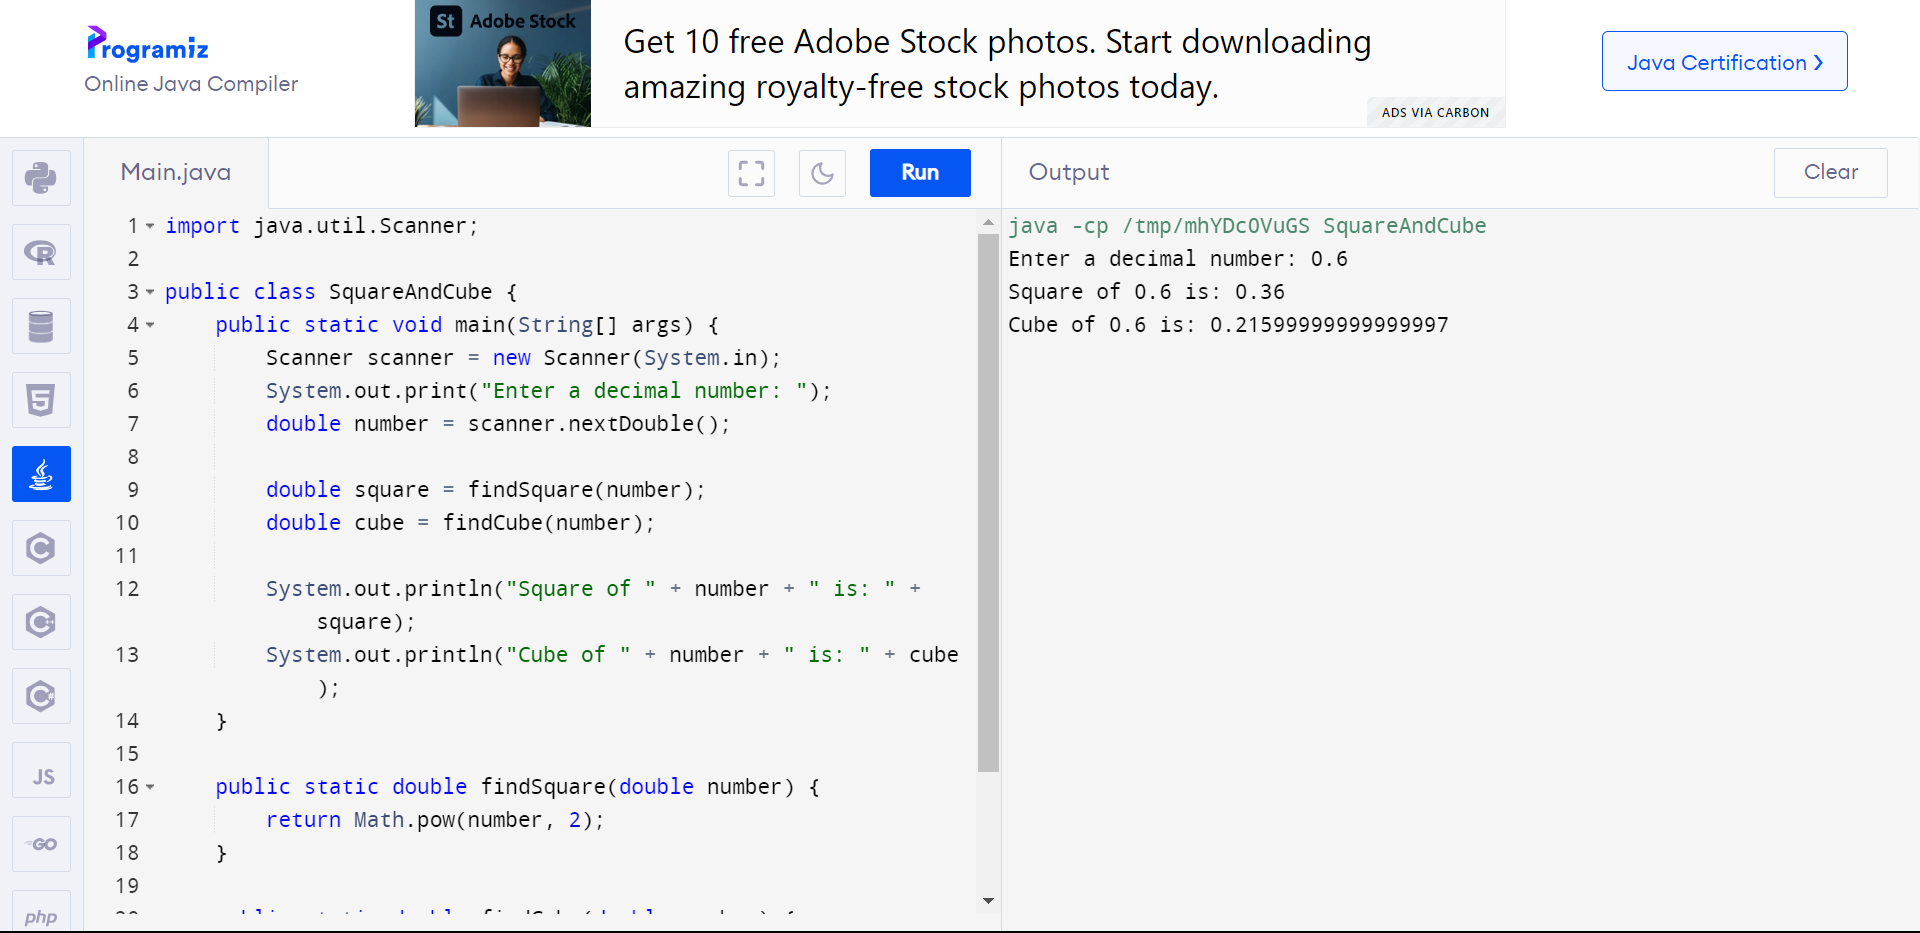 Programiz
Online Java Compiler
St Adobe Stock
Get 10 free Adobe Stock photos. Start downloading
amazing royalty-free stock photos today.
ADS VIA CARBON
Java Certification ❯
Main.java
Run
Output
Clear
1 import java.util.Scanner;
2
3 public class SquareAndCube {
4 public static void main(String[] args) {
5 Scanner scanner = new Scanner(System.in);
6 System.out.print("Enter a decimal number: ");
7 double number = scanner.nextDouble();
8
9 double square = findSquare(number);
10 double cube = findCube(number);
11
12 System.out.println("Square of " + number + " is: " +
square);
13 System.out.println("Cube of " + number + " is: " + cube
);
14 }
15
16 public static double findSquare(double number) {
17 return Math.pow(number, 2);
18 }
19
java -cp /tmp/mhYDcOVuGS SquareAndCube
Enter a decimal number: 0.6
Square of 0.6 is: 0.36
Cube of 0.6 is: 0.21599999999999997
R
5
C
C++
C#
JS
GO
php